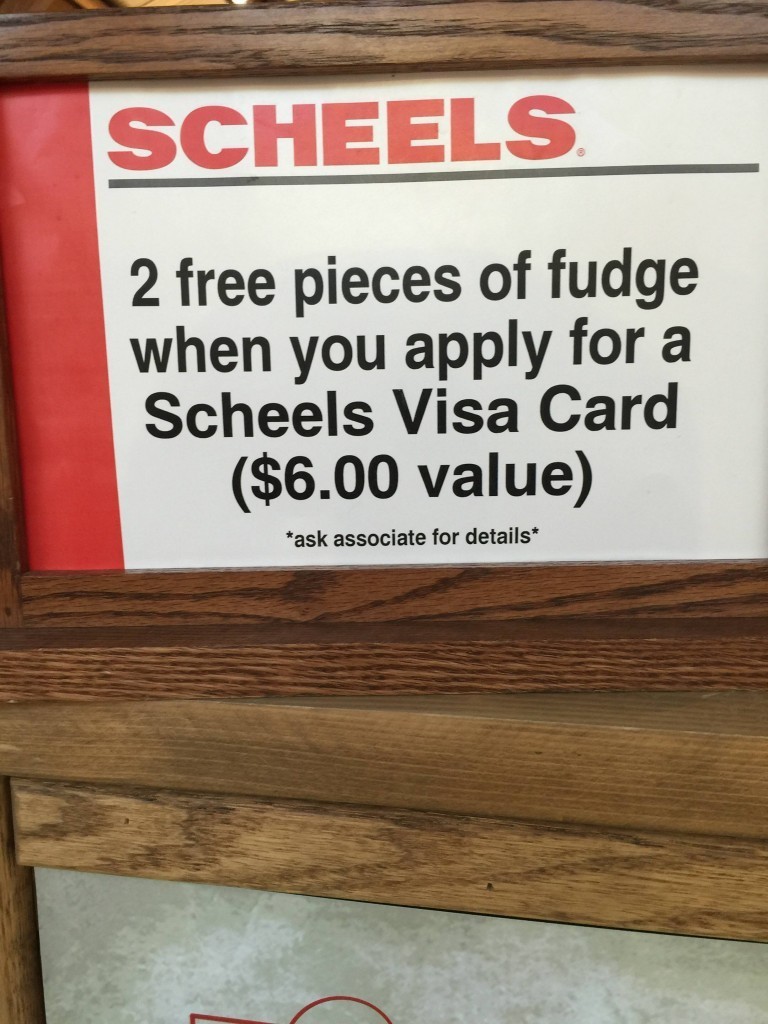 SCHEELS®
2 free pieces of fudge
when you apply for a
Scheels Visa Card
($6.00 value)
*ask associate for details*